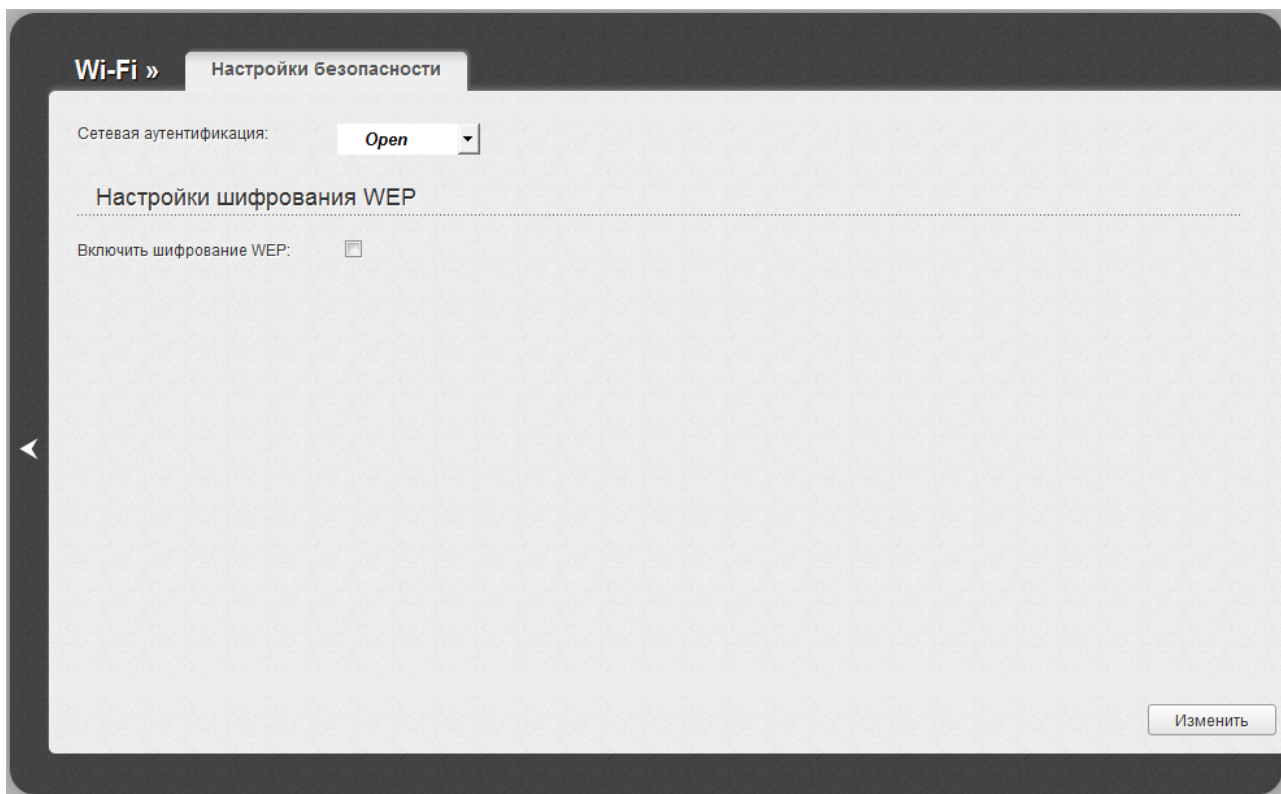 Wi-Fi » Настройки безопасности
Сетевая аутентификация: Open
Настройки шифрования WEP
Включить шифрование WEP:
Изменить